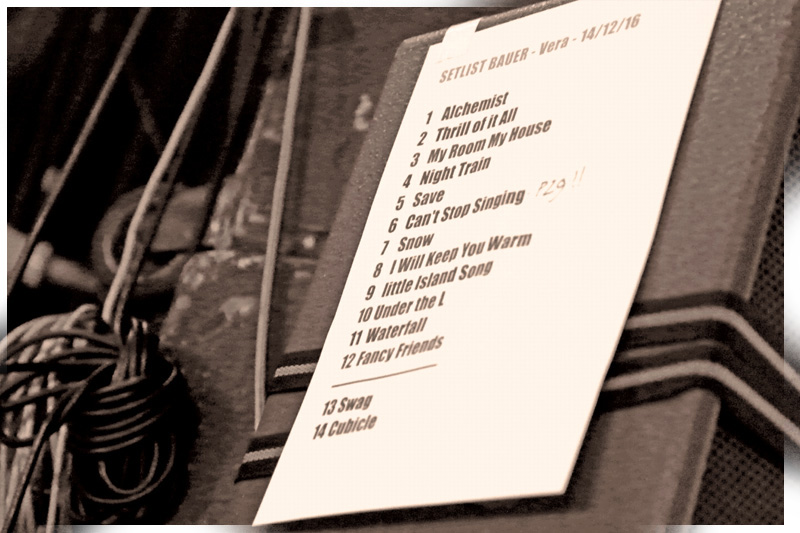 SETLIST BAUER - Vera - 14/12/16
1 Alchemist
2 Thrill of it All
3 My Room My House
4 Night Train
5 Save
6 Can't Stop Singing
7 Snow
8 I Will Keep You Warm
9 little Island Song
10 Under the L
11 Waterfall
12 Fancy Friends
13 Swag
14 Cubicle